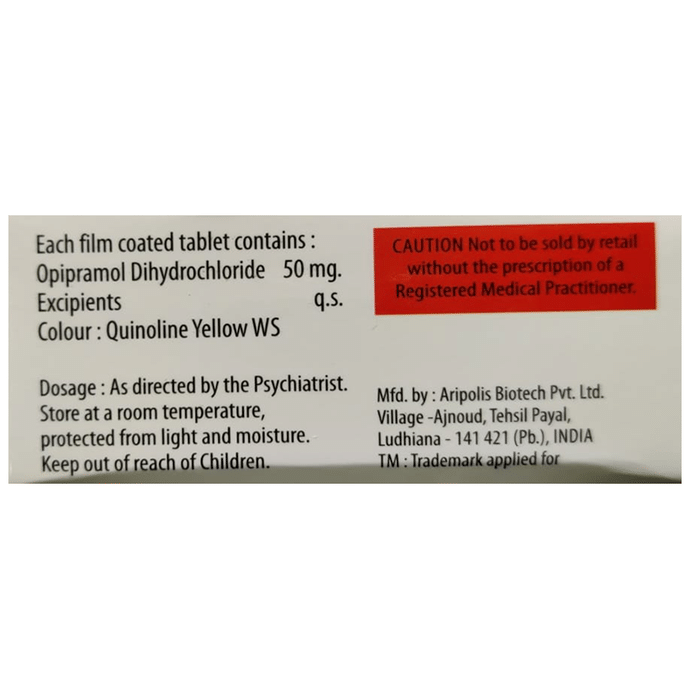 Each film coated tablet contains :
Opipramol Dihydrochloride 50 mg.
Excipients q.s.
Colour : Quinoline Yellow WS
Dosage : As directed by the Psychiatrist.
Store at a room temperature,
protected from light and moisture.
Keep out of reach of Children.
CAUTION Not to be sold by retail
without the prescription of a
Registered Medical Practitioner.
Mfd. by : Aripolis Biotech Pvt. Ltd.
Village -Ajnoud, Tehsil Payal,
Ludhiana - 141 421 (Pb.), INDIA
TM : Trademark applied for